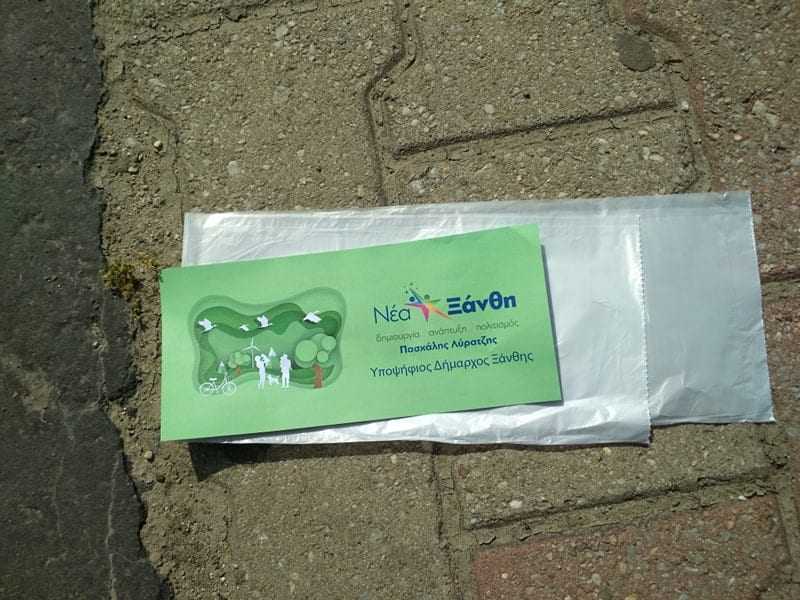 Νέα Ξάνθη
δημιουργία ανάπτυξη πολιτισμός
Πασχάλης Λύρατζης
Υποψήφιος Δήμαρχος Ξάνθης